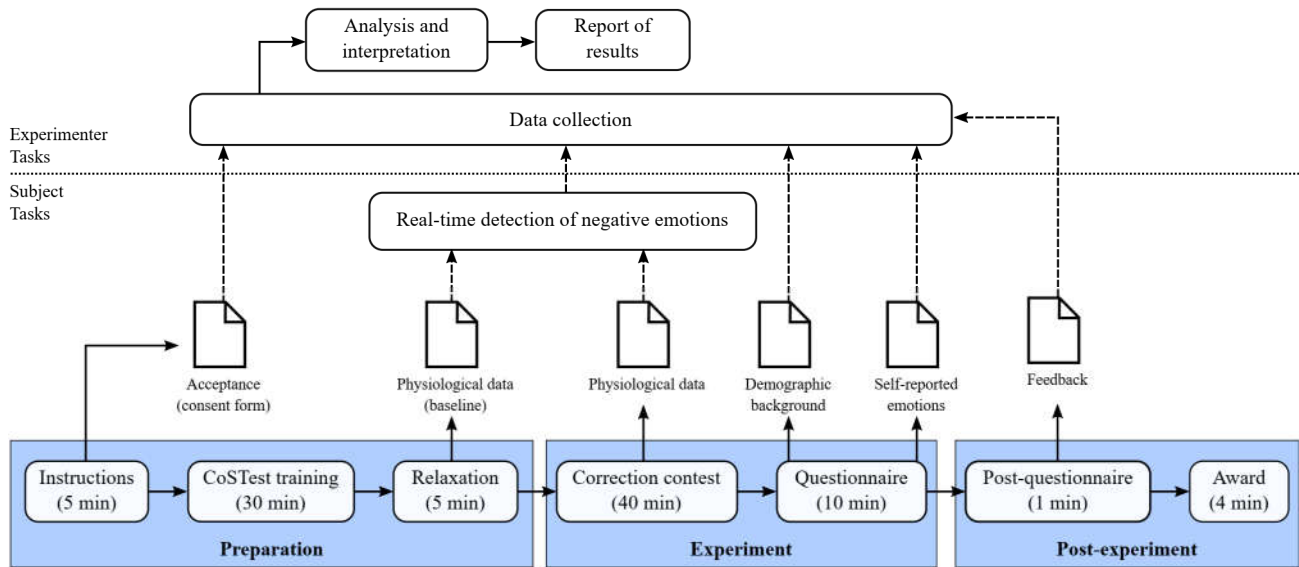 Analysis and
interpretation
Report of
results
Data collection
Experimenter
Tasks
Subject
Tasks
Real-time detection of negative emotions
Acceptance
(consent form)
Physiological data
(baseline)
Physiological data
Demographic
background
Self-reported
emotions
Feedback
Instructions
(5 min)
CoSTest training
(30 min)
Relaxation
(5 min)
Correction contest
(40 min)
Questionnaire
(10 min)
Post-questionnaire
(1 min)
Award
(4 min)
Preparation
Experiment
Post-experiment